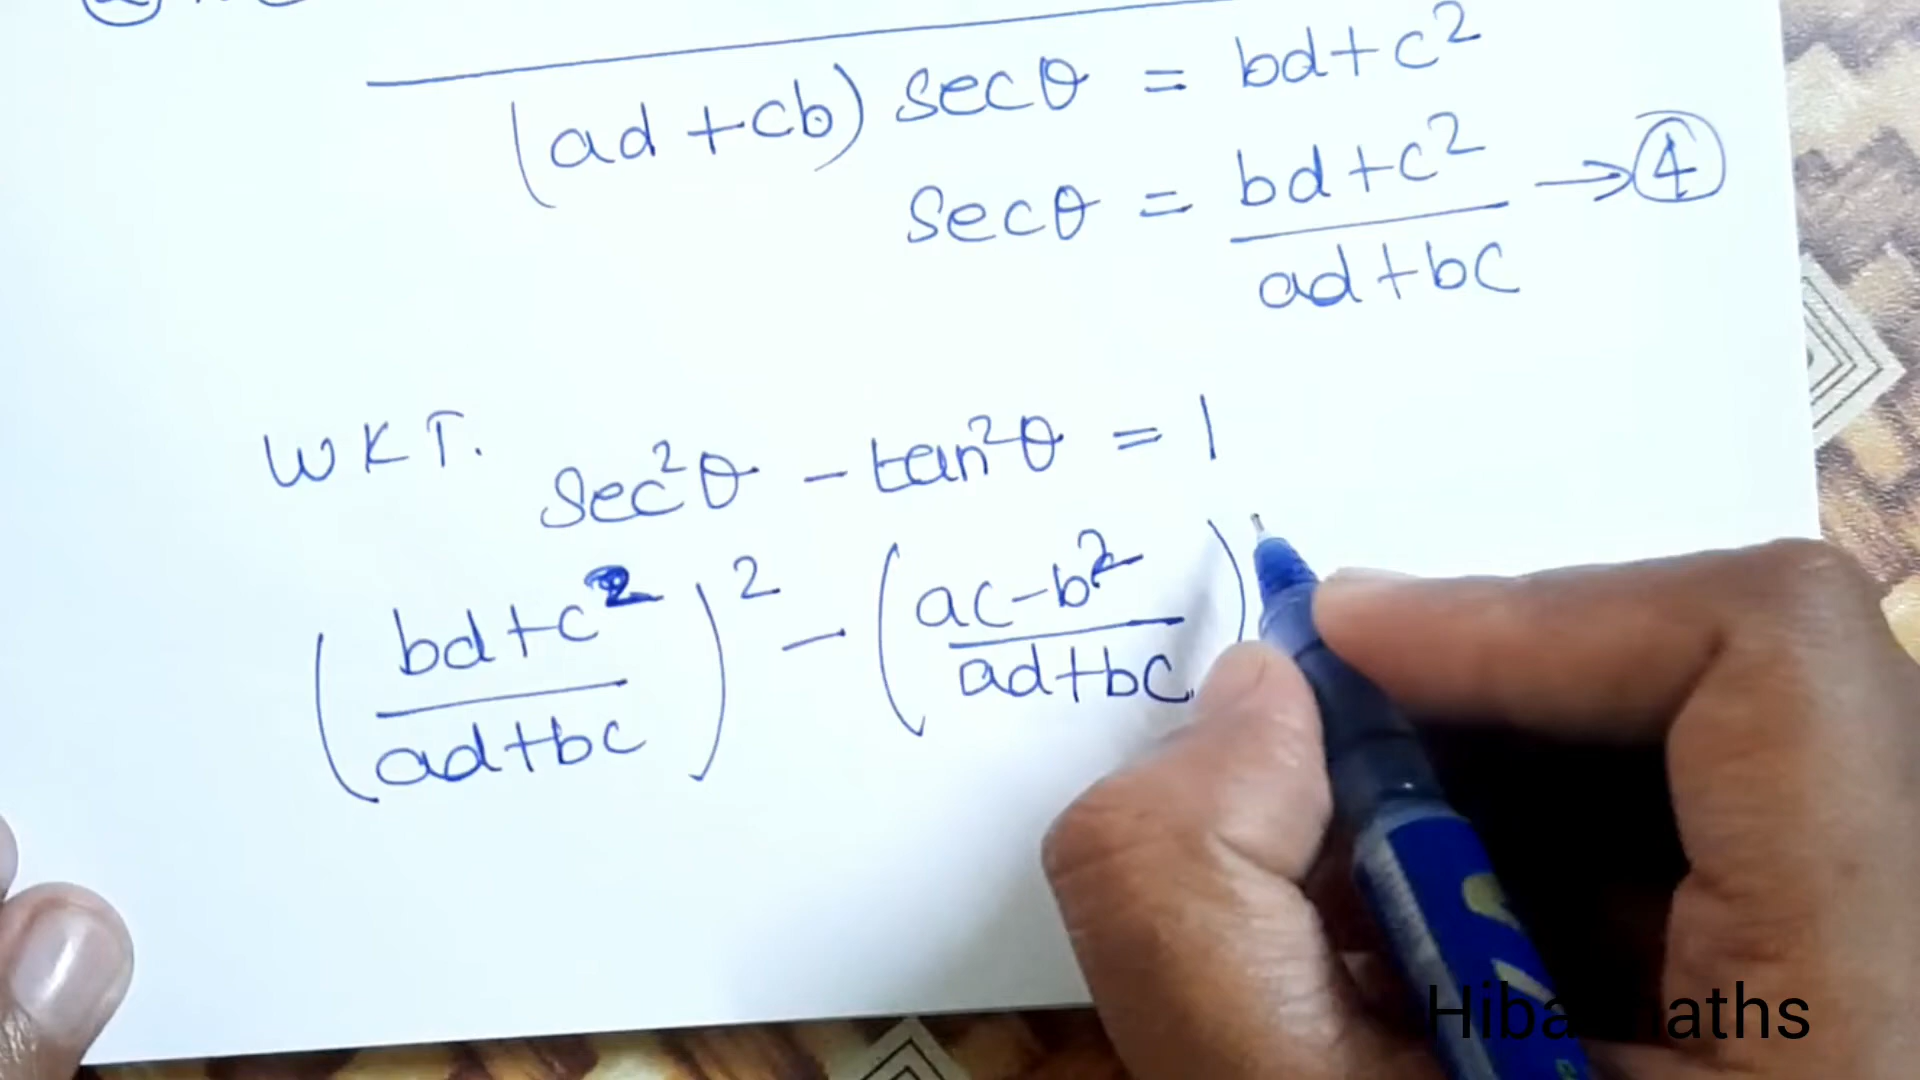 (ad + cb) secθ = bd + c²
secθ = bd + c² / ad + bc → ④
WKT. sec²θ - tan²θ = 1
(bd + c² / ad + bc)² - (ac - b² / ad + bc)
Hiba maths